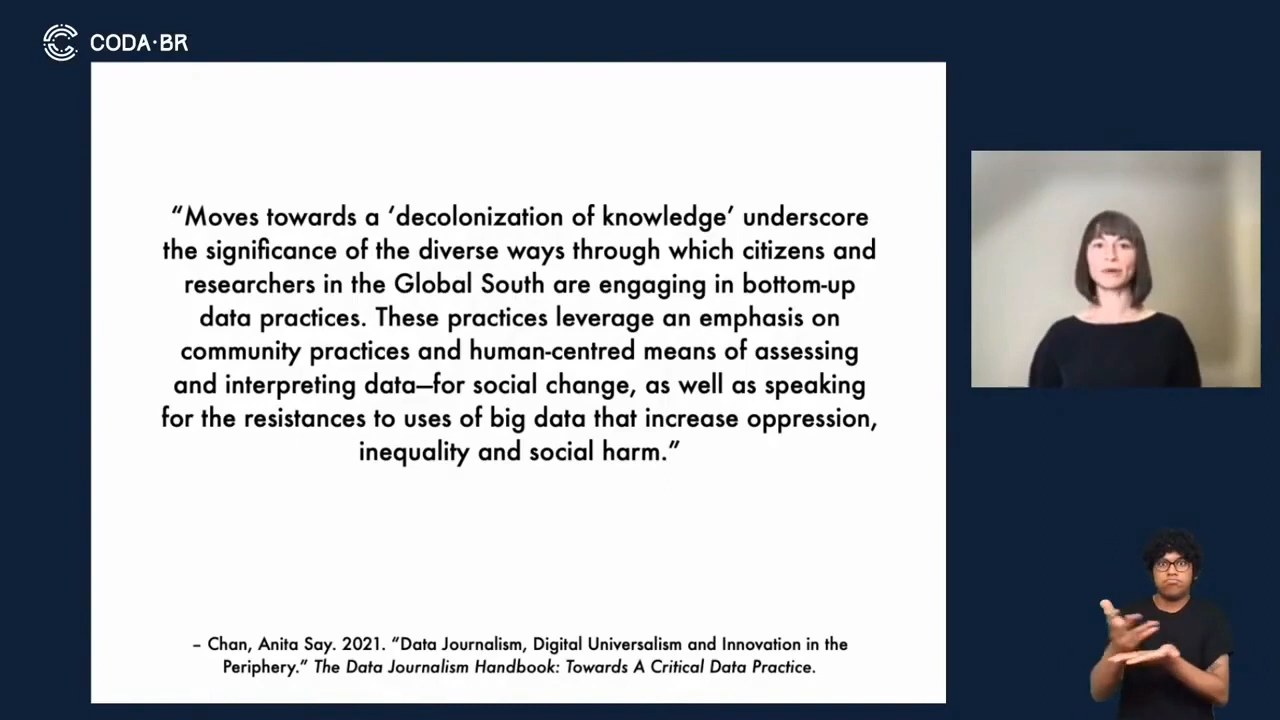 CODA·BR
“Moves towards a ‘decolonization of knowledge’ underscore
the significance of the diverse ways through which citizens and
researchers in the Global South are engaging in bottom-up
data practices. These practices leverage an emphasis on
community practices and human-centred means of assessing
and interpreting data—for social change, as well as speaking
for the resistances to uses of big data that increase oppression,
inequality and social harm.”
– Chan, Anita Say. 2021. “Data Journalism, Digital Universalism and Innovation in the
Periphery.” The Data Journalism Handbook: Towards A Critical Data Practice.